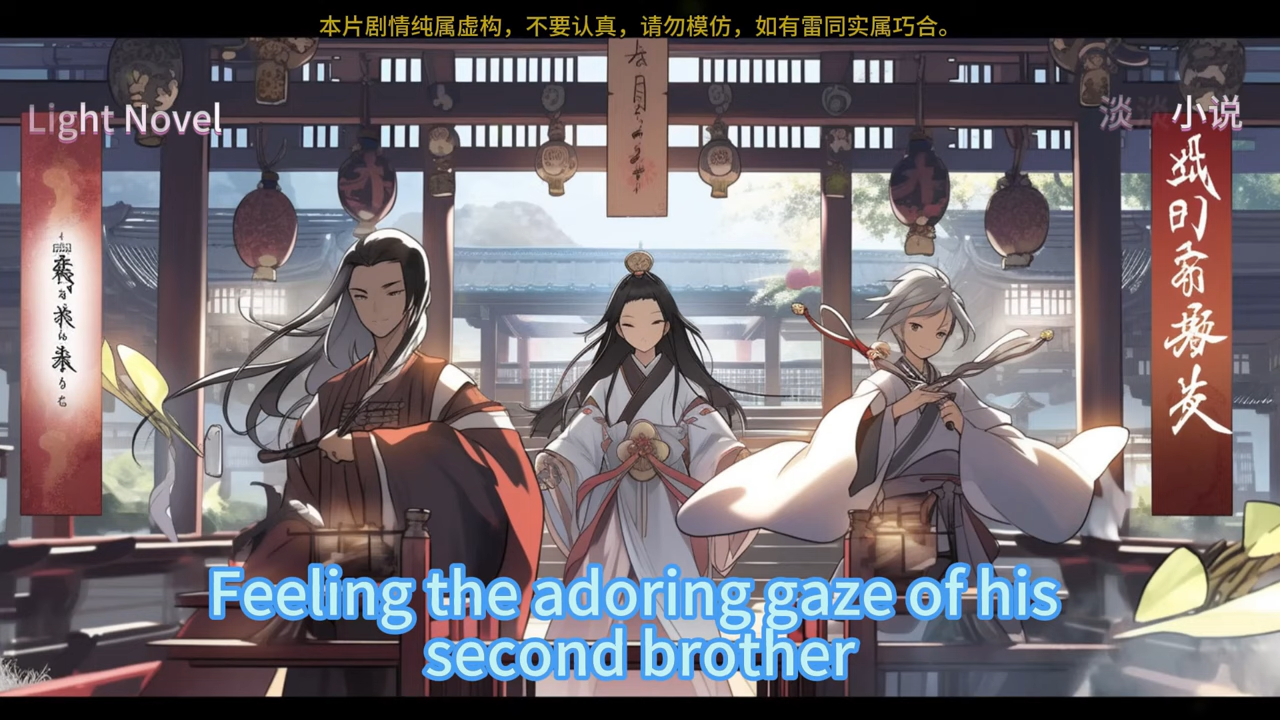 本片剧情纯属虚构，不要认真，请勿模仿，如有雷同实属巧合。
Light Novel
淡淡小说
Feeling the adoring gaze of his
second brother